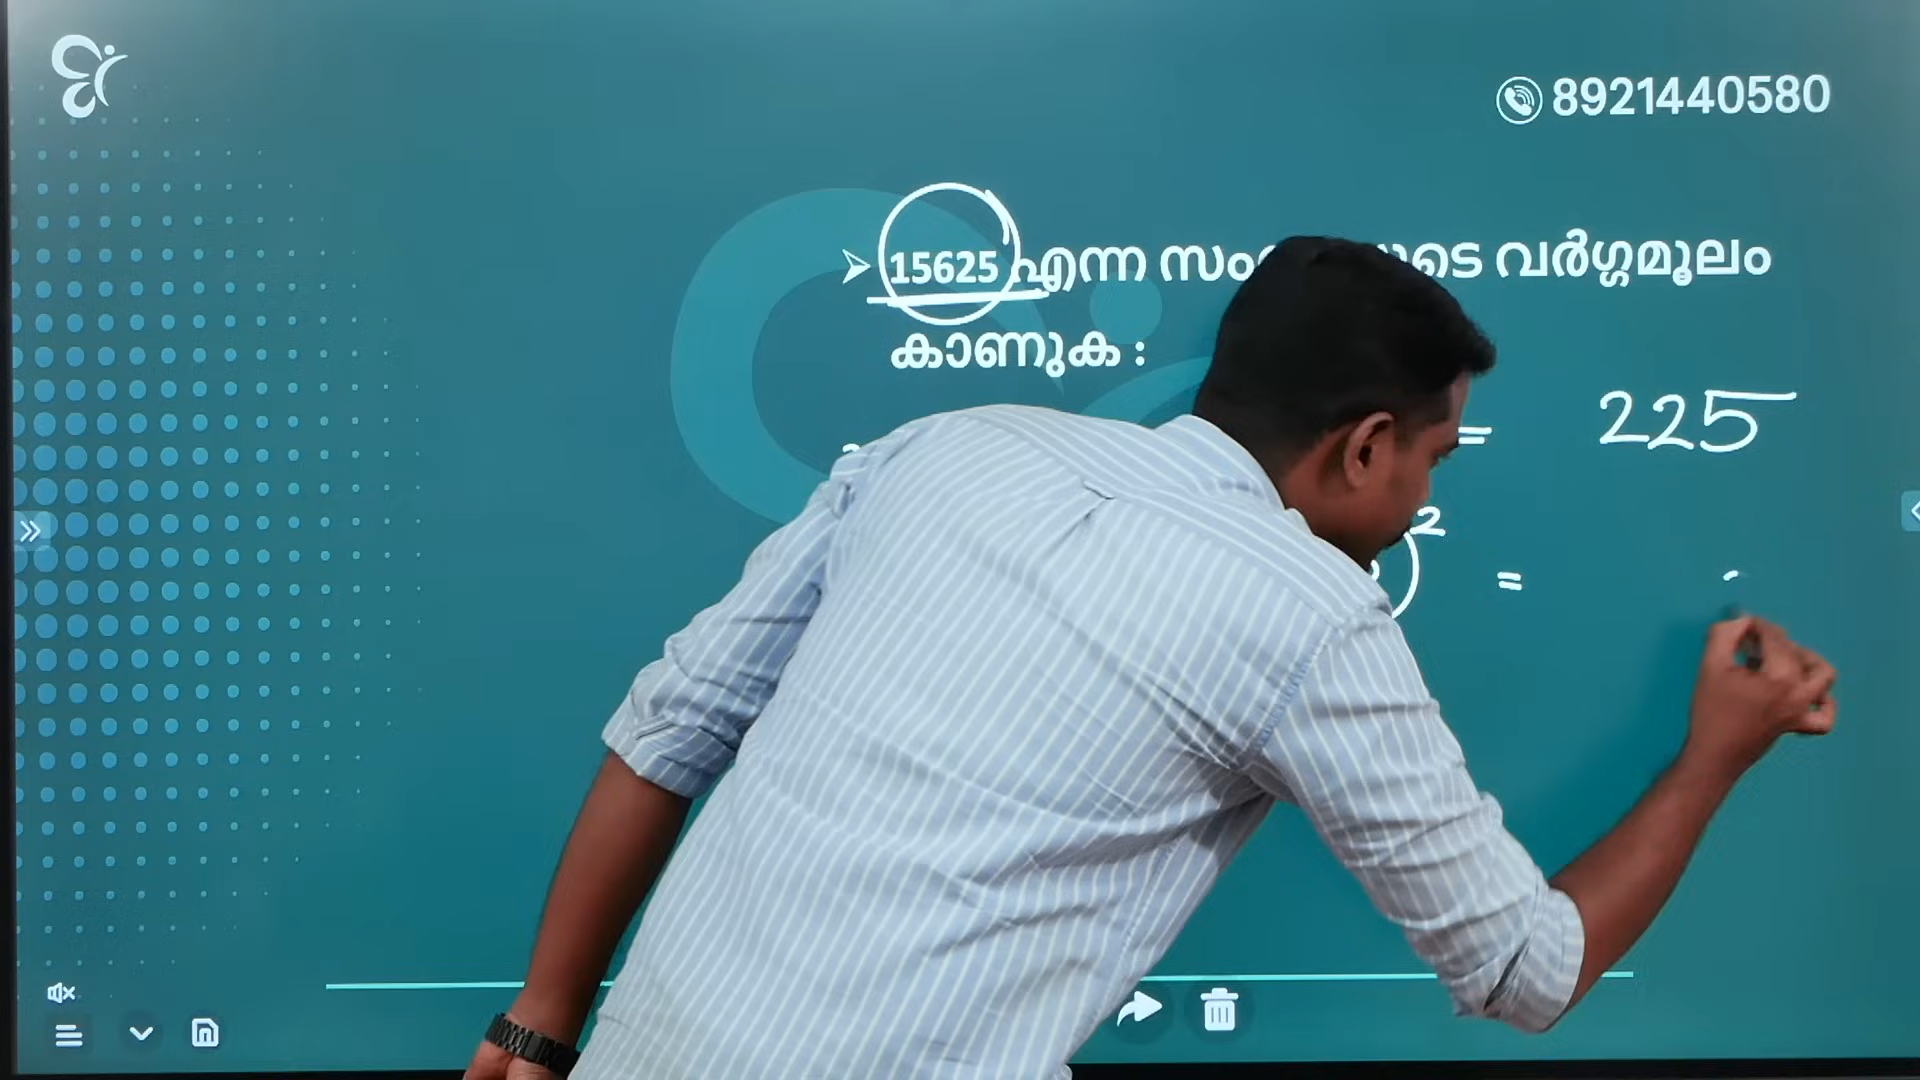 8921440580
➤ 15625 എന്ന വർഗ്ഗമൂലം
കാണുക :
= 225
2
=